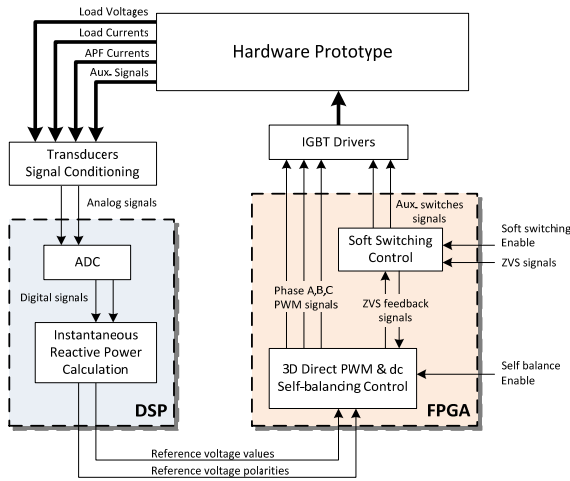 Load Voltages
Load Currents
APF Currents
Aux. Signals
Hardware Prototype
Transducers
Signal Conditioning
IGBT Drivers
Analog signals
Aux. switches
signals
ADC
Soft Switching
Control
Soft switching
Enable
ZVS signals
Digital signals
Phase A,B,C
PWM signals
ZVS feedback
signals
Instantaneous
Reactive Power
Calculation
3D Direct PWM & dc
Self-balancing Control
Self balance
Enable
DSP
FPGA
Reference voltage values
Reference voltage polarities